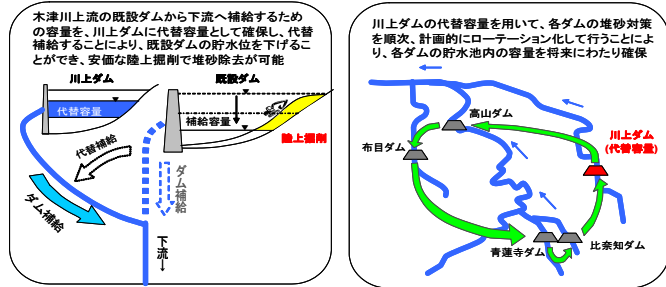 木津川上流の既設ダムから下流へ補給するため
の容量を、川上ダムに代替容量として確保し、代替
補給することにより、既設ダムの貯水位を下げるこ
とができ、安価な陸上掘削で堆砂除去が可能
川上ダム
既設ダム
代替容量
補給容量
陸上掘削
代替補給
ダム補給
ダム補給
下流→
川上ダムの代替容量を用いて、各ダムの堆砂対策
を順次、計画的にローテーション化して行うことによ
り、各ダムの貯水池内の容量を将来にわたり確保
高山ダム
布目ダム
川上ダム
(代替容量)
青蓮寺ダム
比奈知ダム